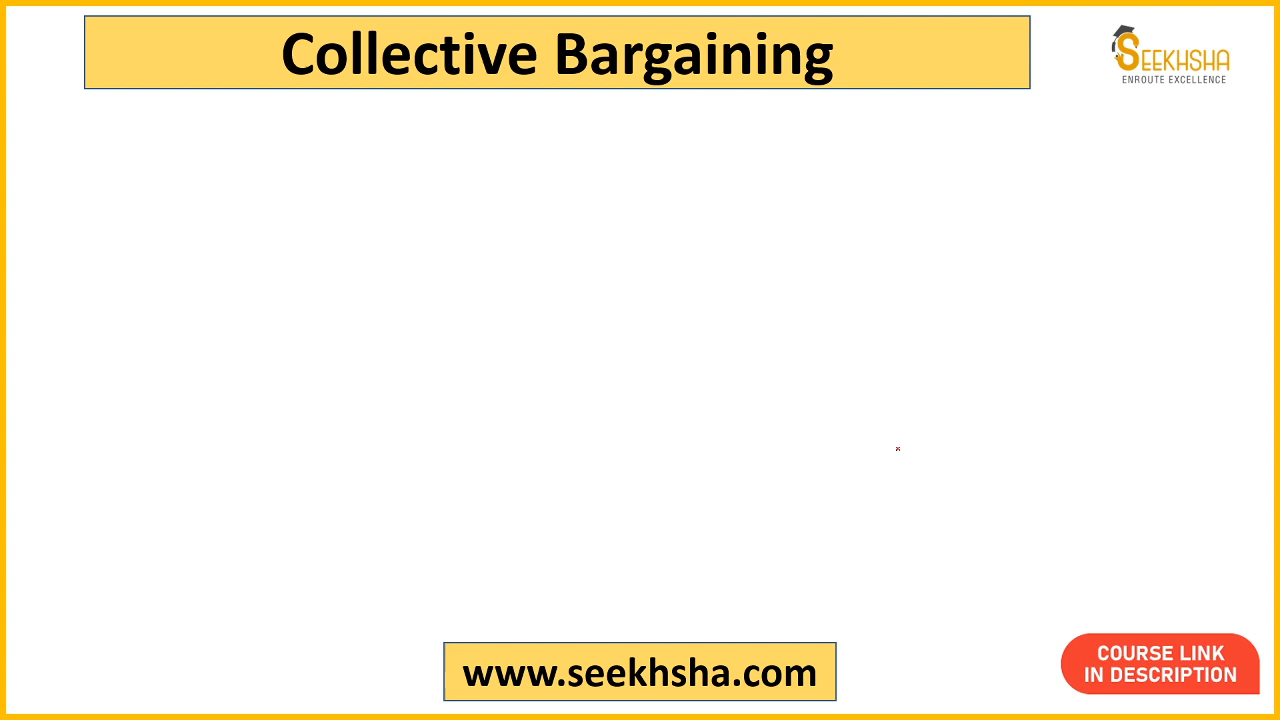 Collective Bargaining
SEEKHSHA
ENROUTE EXCELLENCE
www.seekhsha.com
COURSE LINK
IN DESCRIPTION